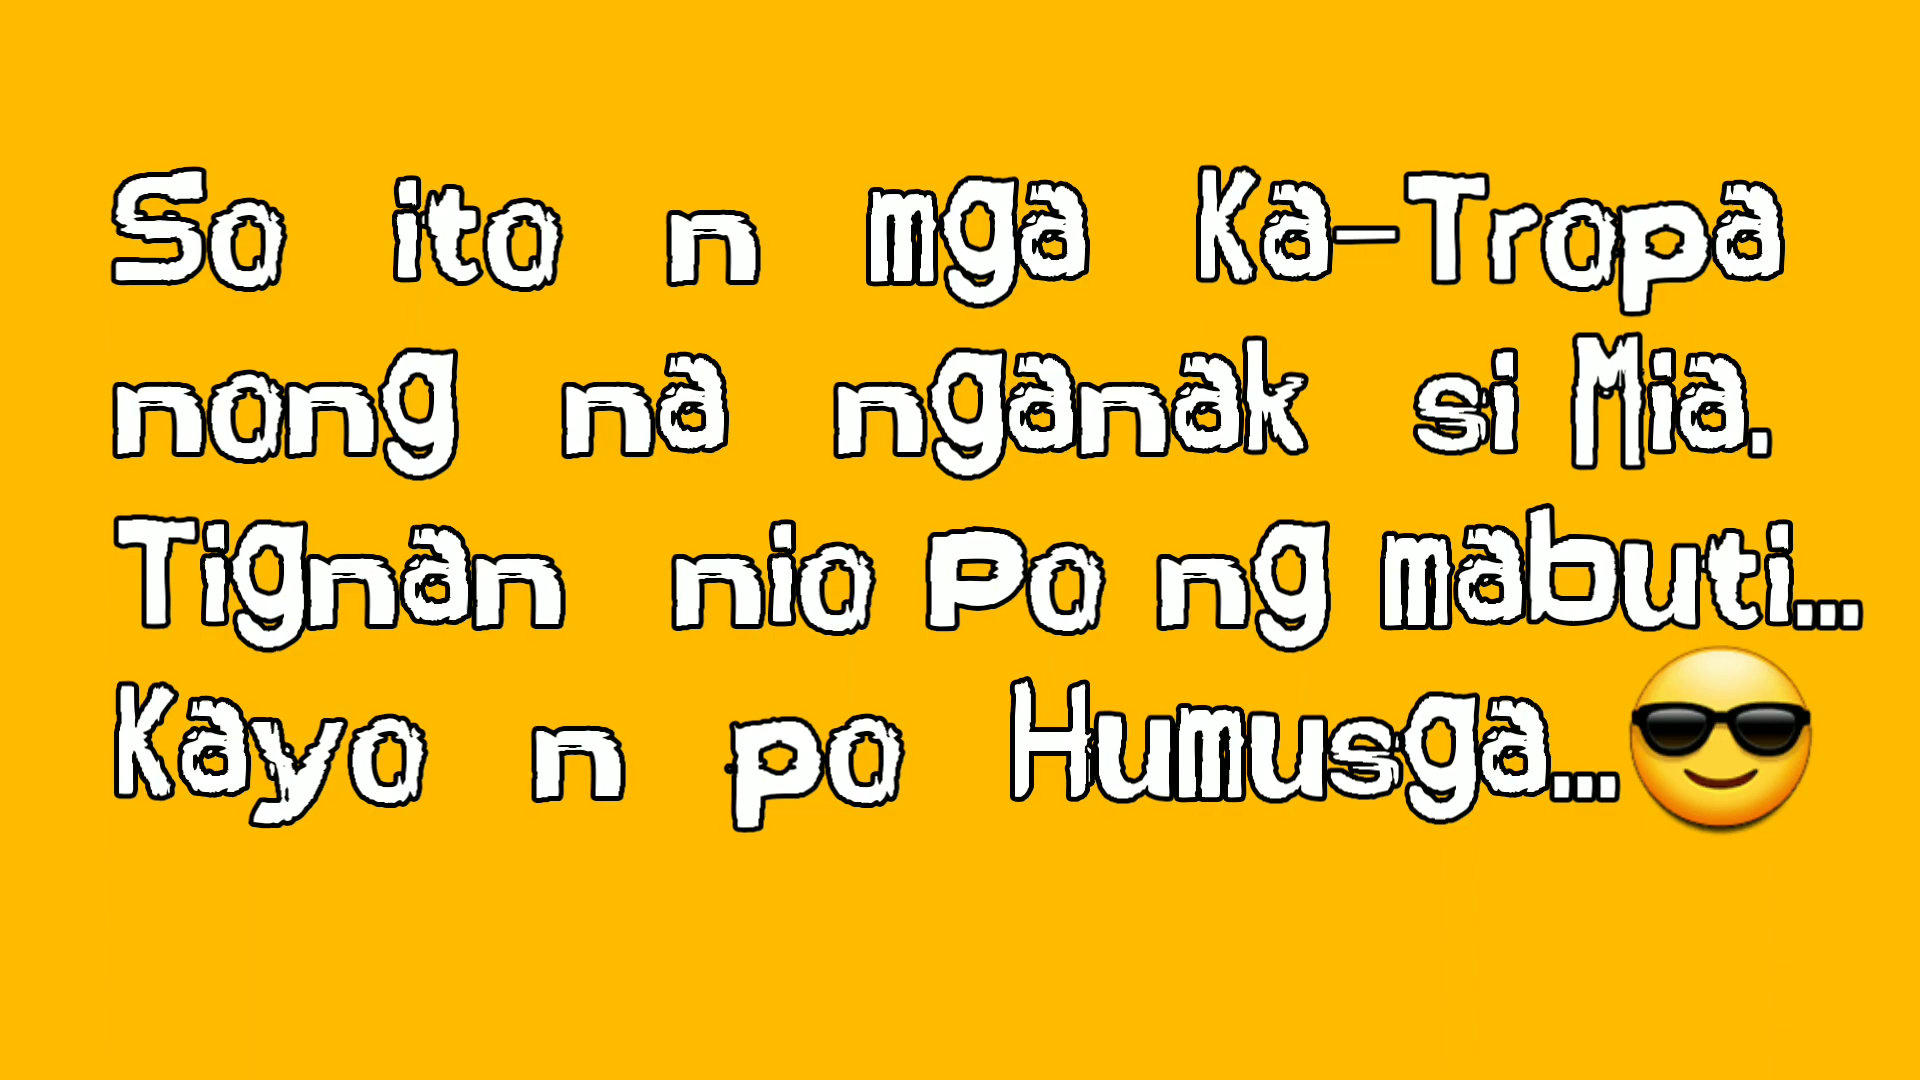 So ito n mga Ka-Tropa
nong na nganak si Mia.
Tignan nio Po ng mabuti...
Kayo n po Humusga...😎